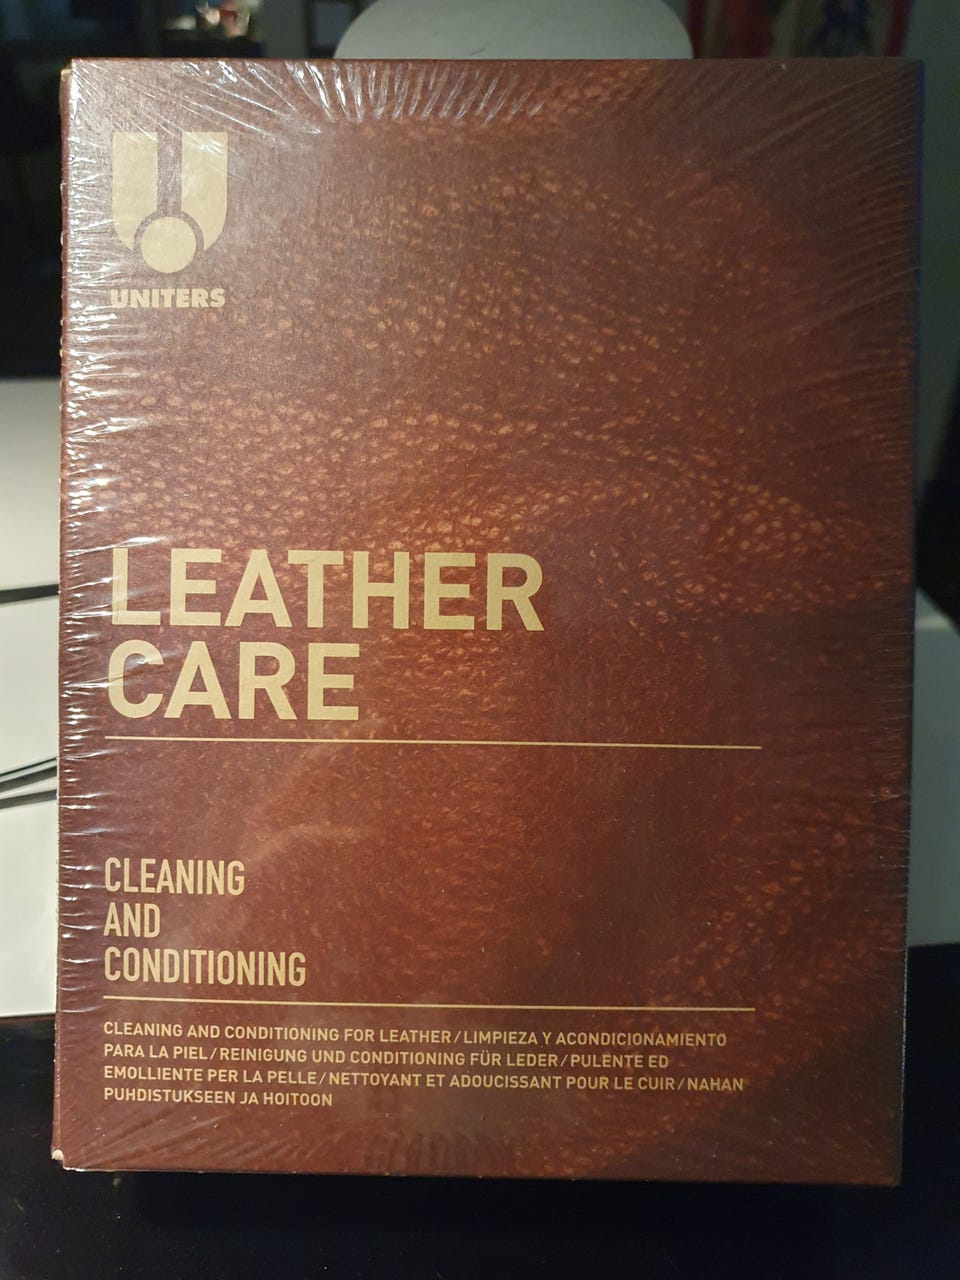 UNITERS
LEATHER
CARE
CLEANING
AND
CONDITIONING
CLEANING AND CONDITIONING FOR LEATHER/LIMPIEZA Y ACONDICIONAMIENTO
PARA LA PIEL/REINIGUNG UND CONDITIONING FÜR LEDER/PULENTE ED
EMOLLIENTE PER LA PELLE/NETTOYANT ET ADOUCISSANT POUR LE CUIR/NAHAN
PUHDISTUKSEEN JA HOITOON